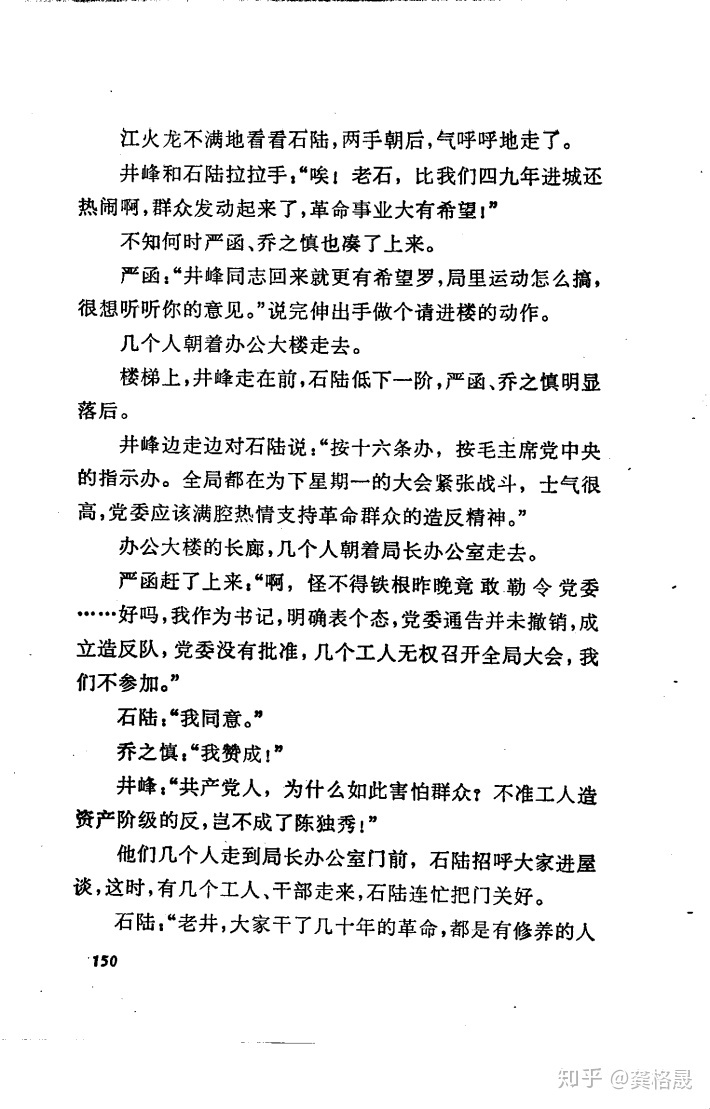 江火龙不满地看看石陆，两手朝后，气呼呼地走了。
井峰和石陆拉拉手：“唉！老石，比我们四九年进城还
热闹啊，群众发动起来了，革命事业大有希望！”
不知何时严函、乔之慎也凑了上来。
严函：“井峰同志回来就更有希望罗，局里运动怎么搞，
很想听听你的意见。”说完伸出手做个请进楼的动作。
几个人朝着办公大楼走去。
楼梯上，井峰走在前，石陆低下一阶，严函、乔之慎明显
落后。
井峰边走边对石陆说：“按十六条办，按毛主席党中央
的指示办。全局都在为下星期一的大会紧张战斗，士气很
高，党委应该满腔热情支持革命群众的造反精神。”
办公大楼的长廊，几个人朝着局长办公室走去。
严函赶了上来：“啊，怪不得铁根昨晚竟敢勒令党委
……好吗，我作为书记，明确表个态，党委通告并未撤销，成
立造反队，党委没有批准，几个工人无权召开全局大会，我
们不参加。”
石陆：“我同意。”
乔之慎：“我赞成！”
井峰：“共产党人，为什么如此害怕群众？不准工人造
资产阶级的反，岂不成了陈独秀！”
他们几个人走到局长办公室门前，石陆招呼大家进屋
谈，这时，有几个工人、干部走来，石陆连忙把门关好。
石陆：“老井，大家干了几十年的革命，都是有修养的人
150
知乎 @龚格晟